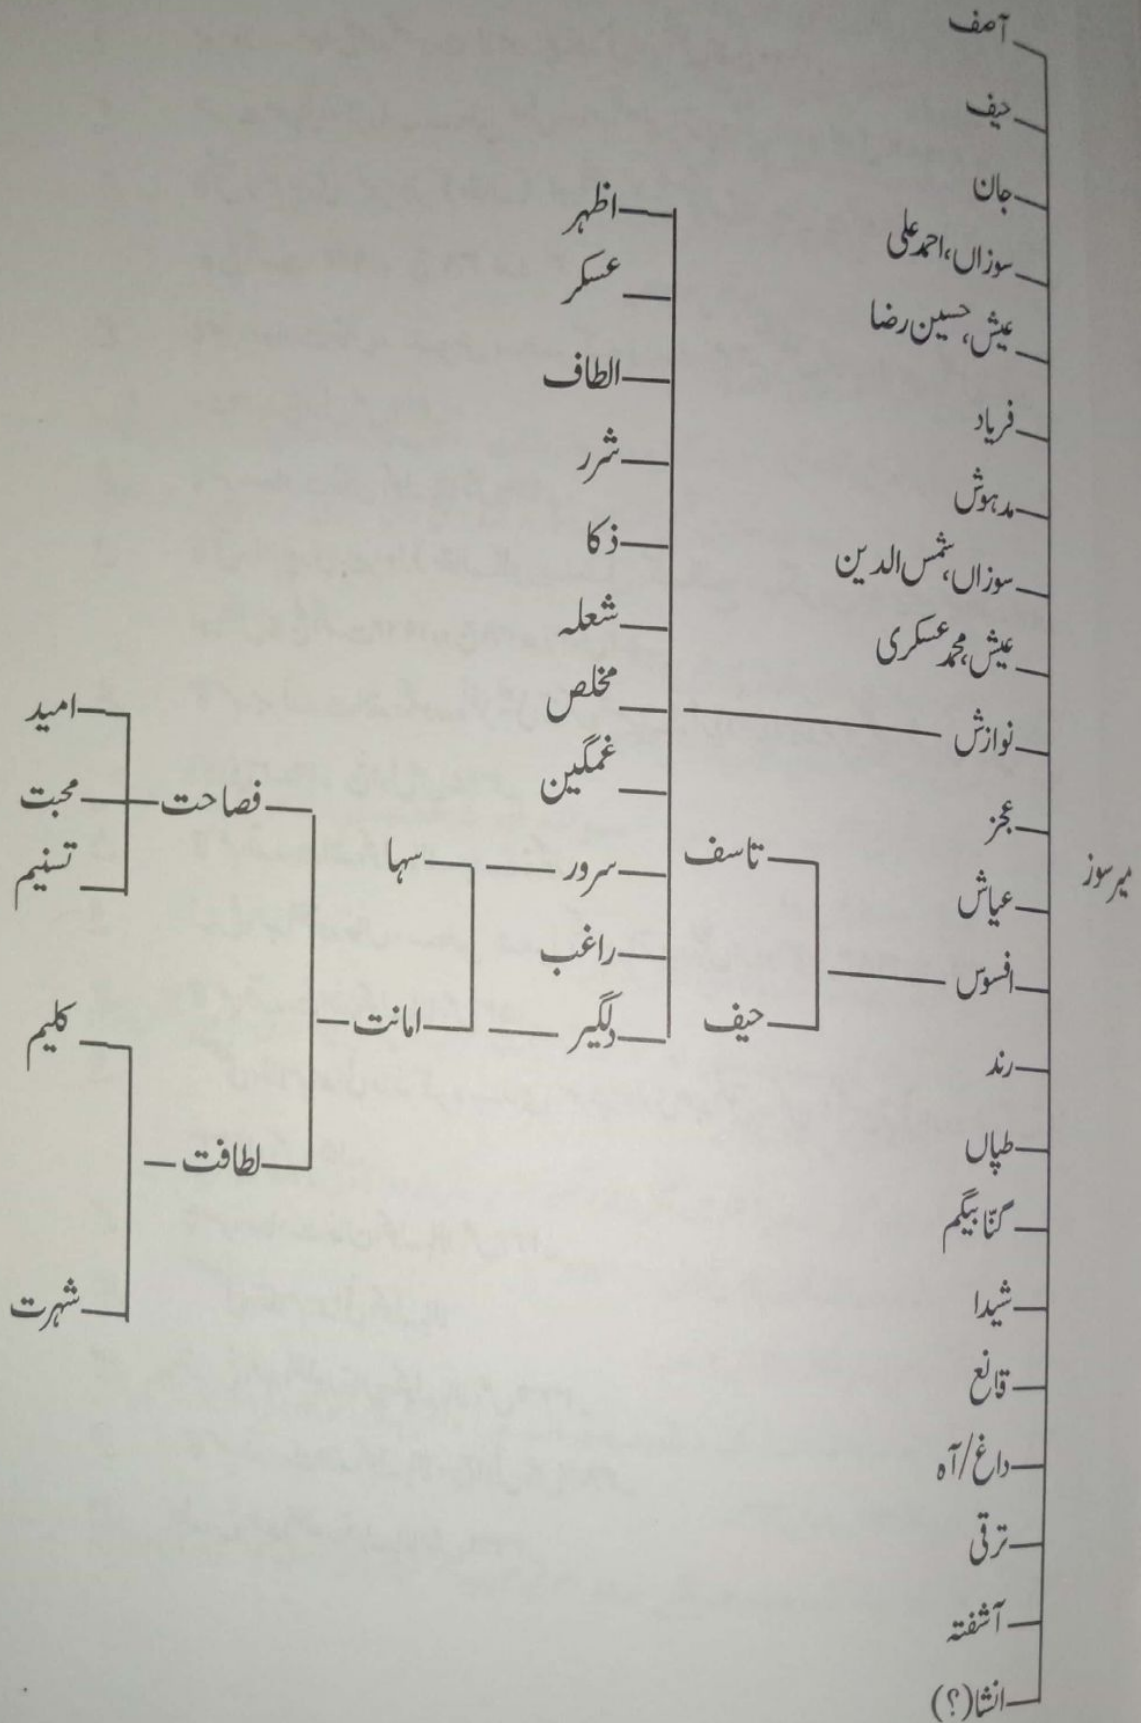 میر سوز
آصف
حیف
جان
سوزاں، احمد علی
عیش، حسین رضا
فریاد
مدہوش
سوزاں، شمس الدین
عیش، محمد عسکری
نوازش
عجز
عیاش
افسوس
رند
طپاں
گنّا بیگم
شیدا
قانع
داغ/آہ
ترقی
آشفتہ
انشا(؟)
تاسف
حیف
اظہر
عسکر
الطاف
شرر
ذکا
شعلہ
مخلص
غمگین
سرور
راغب
دلگیر
سہا
امانت
فصاحت
لطافت
امید
محبت
تسنیم
کلیم
شہرت